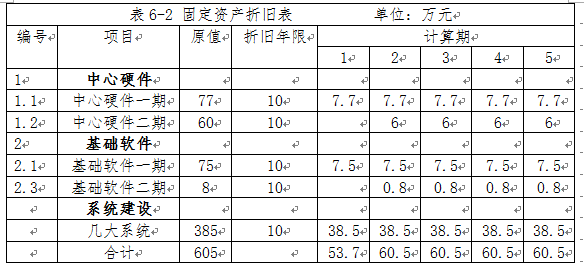 表 6-2 固定资产折旧表 单位：万元
编号 项目 原值 折旧年限 计算期
1 2 3 4 5
1 中心硬件
1.1 中心硬件一期 77 10 7.7 7.7 7.7 7.7 7.7
1.2 中心硬件二期 60 10 6 6 6 6
2 基础软件
2.1 基础软件一期 75 10 7.5 7.5 7.5 7.5 7.5
2.3 基础软件二期 8 10 0.8 0.8 0.8 0.8
系统建设
几大系统 385 10 38.5 38.5 38.5 38.5 38.5
合计 605 53.7 60.5 60.5 60.5 60.5